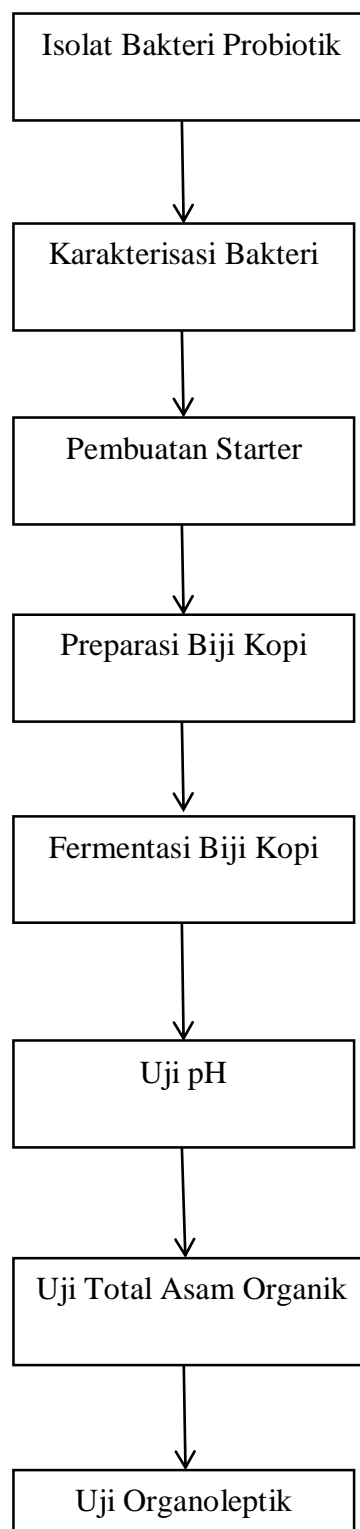 Isolat Bakteri Probiotik
Karakterisasi Bakteri
Pembuatan Starter
Preparasi Biji Kopi
Fermentasi Biji Kopi
Uji pH
Uji Total Asam Organik
Uji Organoleptik